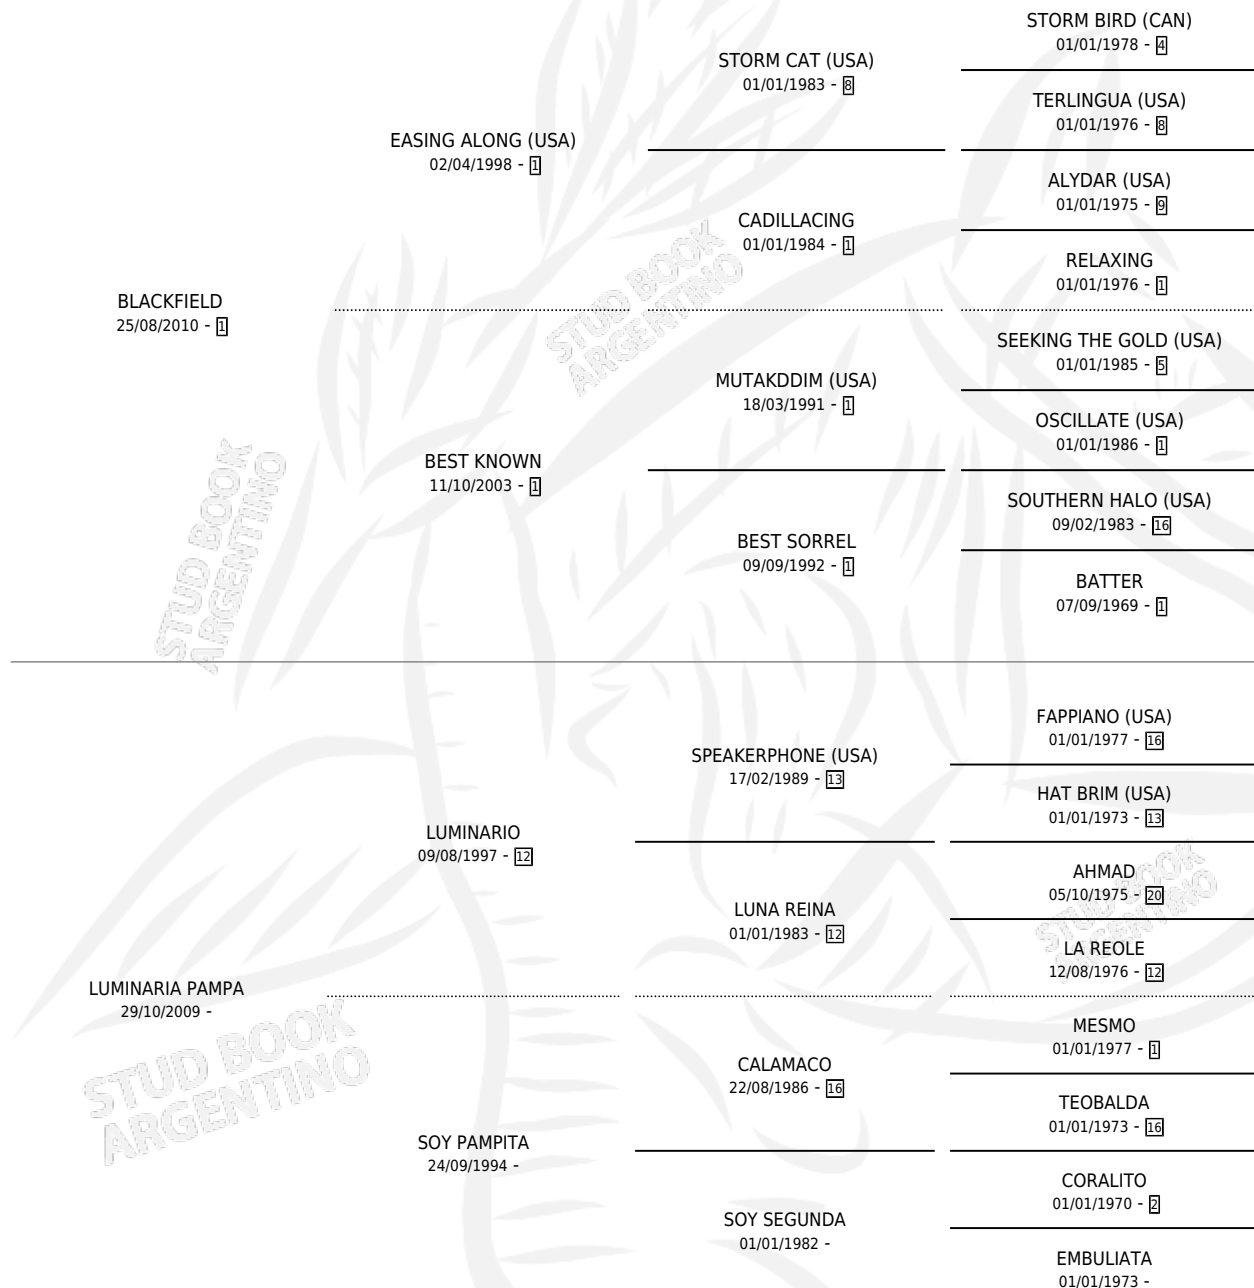 STORM BIRD (CAN)
01/01/1978 - 4
STORM CAT (USA)
01/01/1983 - 8
TERLINGUA (USA)
01/01/1976 - 8
EASING ALONG (USA)
02/04/1998 - 1
ALYDAR (USA)
01/01/1975 - 9
CADILLACING
01/01/1984 - 1
RELAXING
01/01/1976 - 1
BLACKFIELD
25/08/2010 - 1
STUD BOOK
ARGENTINO
SEEKING THE GOLD (USA)
01/01/1985 - 5
MUTAKDDIM (USA)
18/03/1991 - 1
OSCILLATE (USA)
01/01/1986 - 1
BEST KNOWN
11/10/2003 - 1
SOUTHERN HALO (USA)
09/02/1983 - 16
BEST SORREL
09/09/1992 - 1
BATTER
07/09/1969 - 1
STUD BOOK
ARGENTINO
FAPPIANO (USA)
01/01/1977 - 16
SPEAKERPHONE (USA)
17/02/1989 - 13
HAT BRIM (USA)
01/01/1973 - 13
LUMINARIO
09/08/1997 - 12
AHMAD
05/10/1975 - 20
LUNA REINA
01/01/1983 - 12
STUD BOOK
ARGENTINO
LA REOLE
12/08/1976 - 12
LUMINARIA PAMPA
29/10/2009 -
MESMO
01/01/1977 - 1
CALAMACO
22/08/1986 - 16
TEOBALDA
01/01/1973 - 16
STUD BOOK
ARGENTINO
SOY PAMPITA
24/09/1994 -
CORALITO
01/01/1970 - 2
SOY SEGUNDA
01/01/1982 -
EMBULIATA
01/01/1973 -